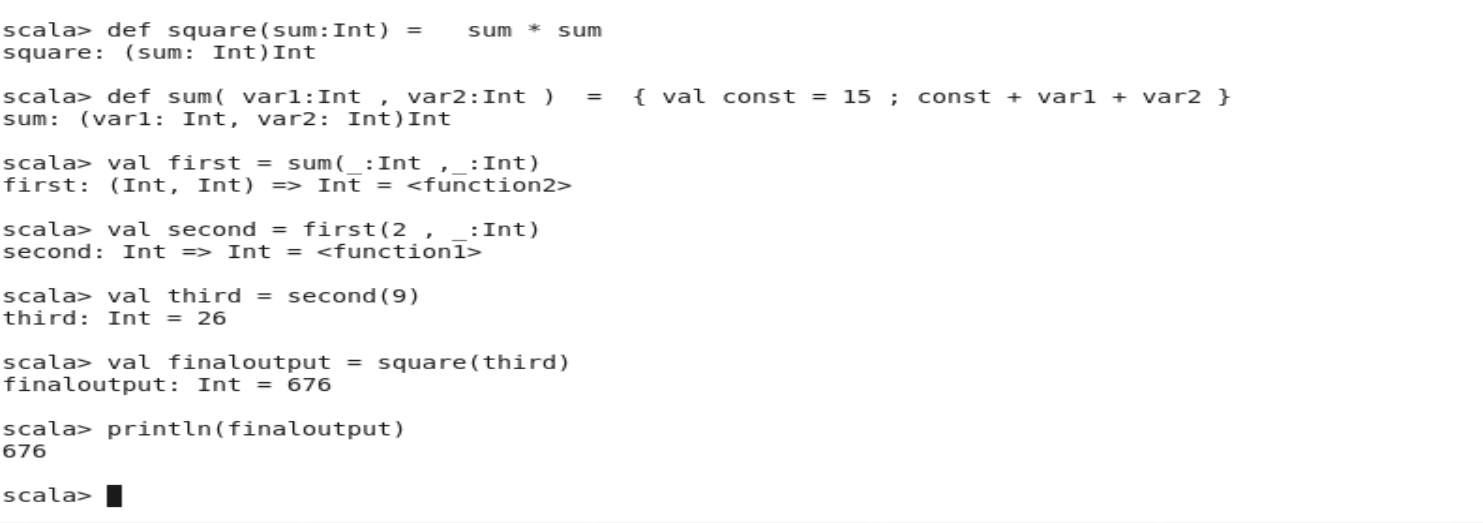 scala> def square(sum:Int) =   sum * sum
square: (sum: Int)Int
scala> def sum( var1:Int , var2:Int )  =  { val const = 15 ; const + var1 + var2 }
sum: (var1: Int, var2: Int)Int
scala> val first = sum(_:Int ,_:Int)
first: (Int, Int) => Int = <function2>
scala> val second = first(2 , _:Int)
second: Int => Int = <function1>
scala> val third = second(9)
third: Int = 26
scala> val finaloutput = square(third)
finaloutput: Int = 676
scala> println(finaloutput)
676
scala>